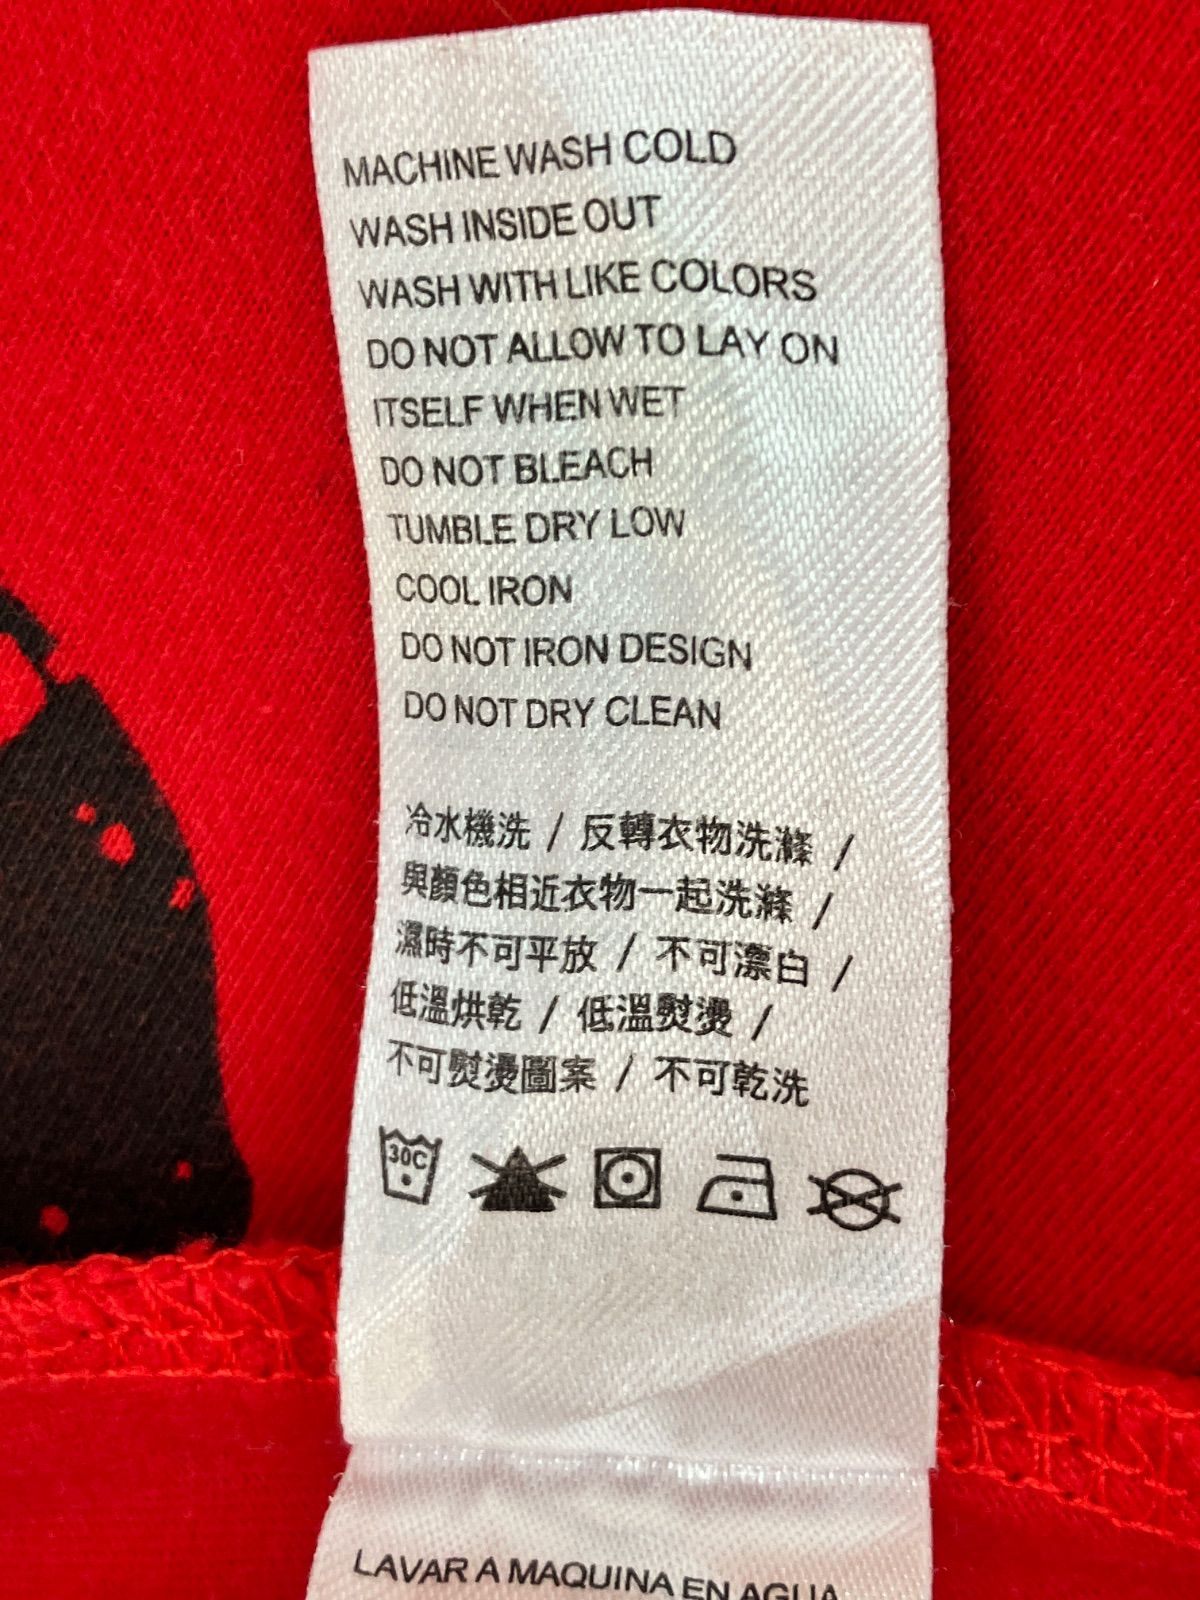 MACHINE WASH COLD
WASH INSIDE OUT
WASH WITH LIKE COLORS
DO NOT ALLOW TO LAY ON
ITSELF WHEN WET
DO NOT BLEACH
TUMBLE DRY LOW
COOL IRON
DO NOT IRON DESIGN
DO NOT DRY CLEAN
冷水機洗 / 反轉衣物洗滌 /
與顏色相近衣物一起洗滌 /
濕時不可平放 / 不可漂白 /
低溫烘乾 / 低溫熨燙 /
不可熨燙圖案 / 不可乾洗
30C
LAVAR A MAQUINA EN AGUA